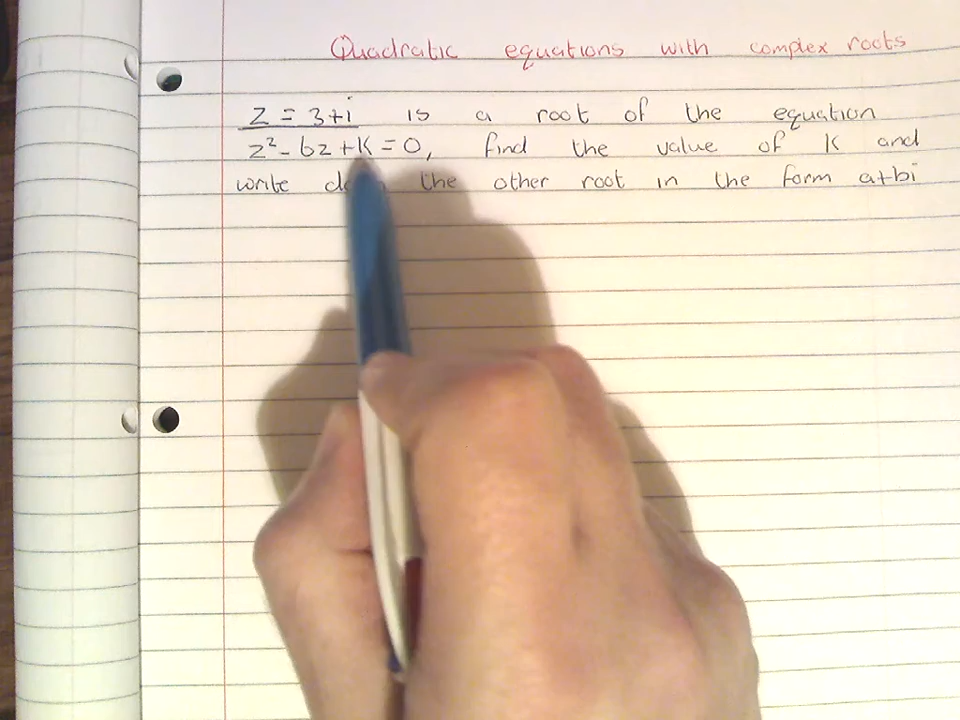 Quadratic equations with complex roots
z = 3+i is a root of the equation
z² - 6z + K = 0, find the value of K and
write the other root in the form a+bi